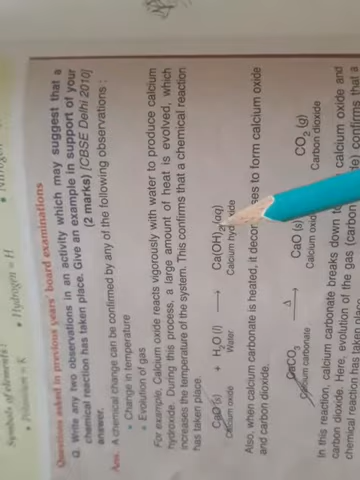 Symbols of elements:
• Hydrogen = H
• Potassium = K
• Nitrogen
Questions asked in previous years' board examinations
Q. Write any two observations in an activity which may suggest that a
chemical reaction has taken place. Give an example in support of your
answer. (2 marks) [CBSE Delhi 2010]
Ans. A chemical change can be confirmed by any of the following observations :
• Change in temperature
• Evolution of gas
For example, Calcium oxide reacts vigorously with water to produce calcium
hydroxide. During this process, a large amount of heat is evolved, which
increases the temperature of the system. This confirms that a chemical reaction
has taken place.
CaO (s) + H₂O (l) ⟶ Ca(OH)₂(aq)
Calcium oxide Water Calcium hydroxide
Also, when calcium carbonate is heated, it decomposes to form calcium oxide
and carbon dioxide.
CaCO₃ —Δ→ CaO (s) CO₂ (g)
Calcium carbonate Calcium oxid Carbon dioxide
In this reaction, calcium carbonate breaks down to calcium oxide and
carbon dioxide. Here, evolution of the gas (carbon de) confirms that a
chemical reaction has taken place